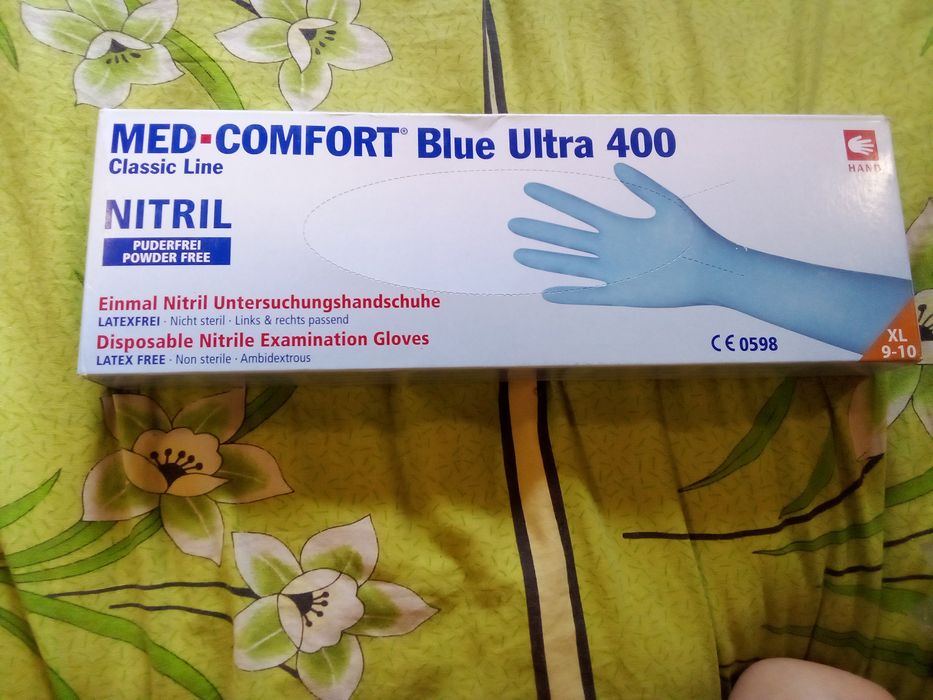 MED·COMFORT® Blue Ultra 400
Classic Line
HAND
NITRIL
PUDERFREI
POWDER FREE
Einmal Nitril Untersuchungshandschuhe
LATEXFREI · Nicht steril · Links & rechts passend
Disposable Nitrile Examination Gloves
LATEX FREE · Non sterile · Ambidextrous
CE 0598
XL
9-10